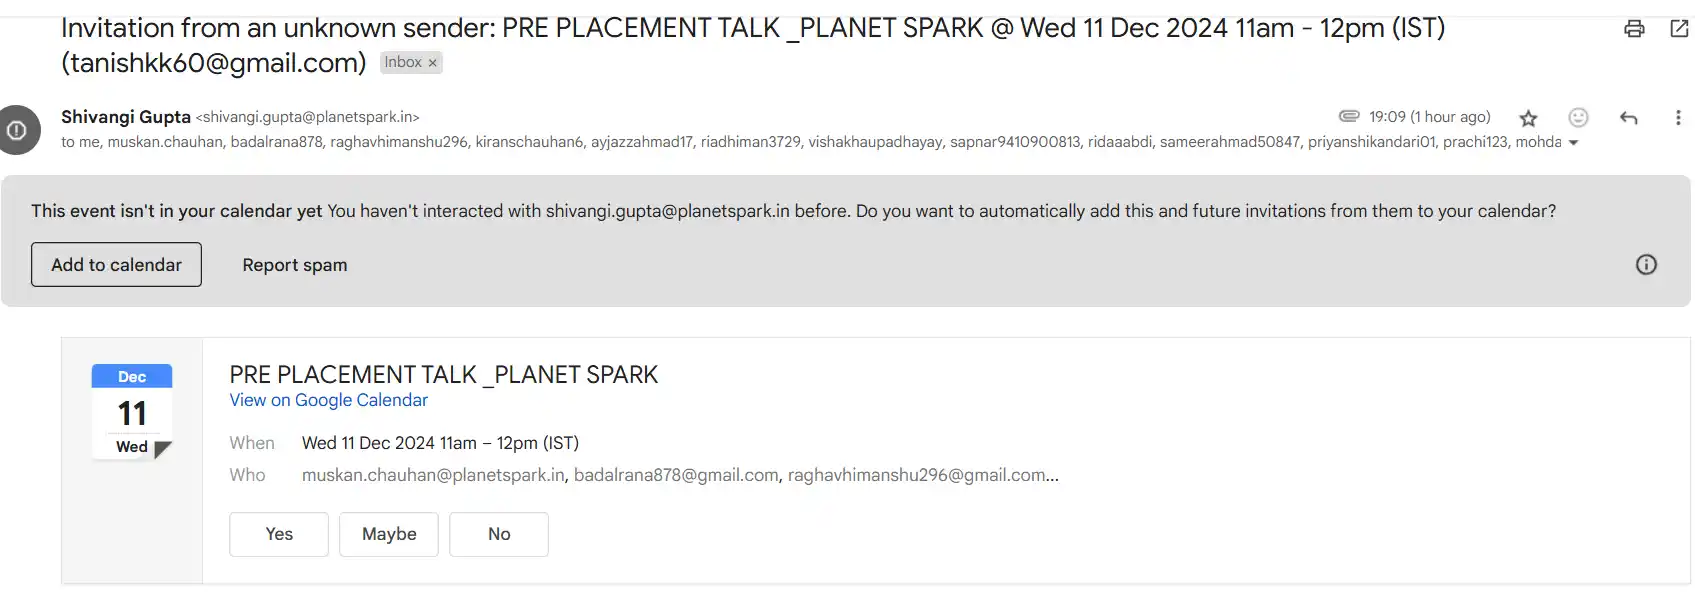 Invitation from an unknown sender: PRE PLACEMENT TALK _PLANET SPARK @ Wed 11 Dec 2024 11am - 12pm (IST)
(tanishkk60@gmail.com) Inbox ×
Shivangi Gupta <shivangi.gupta@planetspark.in> 19:09 (1 hour ago)
to me, muskan.chauhan, badalrana878, raghavhimanshu296, kiranschauhan6, ayjazzahmad17, riadhiman3729, vishakhaupadhayay, sapnar9410900813, ridaaabdi, sameerahmad50847, priyanshikandari01, prachi123, mohda
This event isn't in your calendar yet You haven't interacted with shivangi.gupta@planetspark.in before. Do you want to automatically add this and future invitations from them to your calendar?
Add to calendar Report spam
Dec
11
Wed
PRE PLACEMENT TALK _PLANET SPARK
View on Google Calendar
When Wed 11 Dec 2024 11am – 12pm (IST)
Who muskan.chauhan@planetspark.in, badalrana878@gmail.com, raghavhimanshu296@gmail.com...
Yes Maybe No